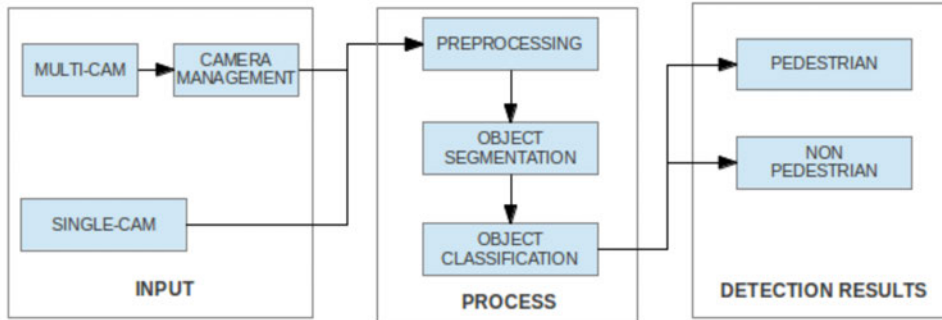 MULTI-CAM
CAMERA
MANAGEMENT
SINGLE-CAM
INPUT
PREPROCESSING
OBJECT
SEGMENTATION
OBJECT
CLASSIFICATION
PROCESS
PEDESTRIAN
NON
PEDESTRIAN
DETECTION RESULTS